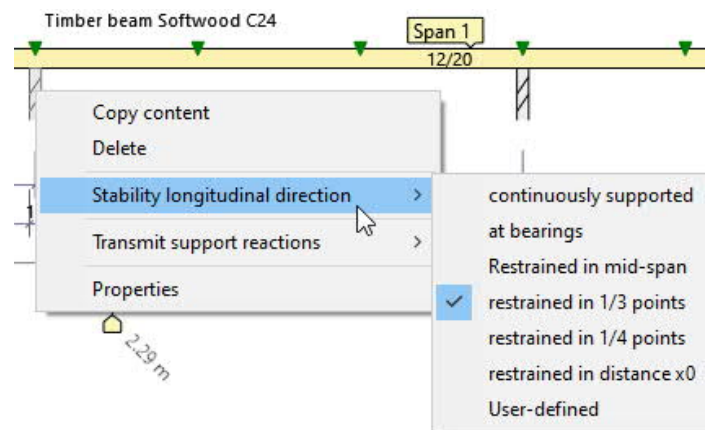 Timber beam Softwood C24
Span 1
12/20
Copy content
Delete
Stability longitudinal direction
Transmit support reactions
Properties
continuously supported
at bearings
Restrained in mid-span
restrained in 1/3 points
restrained in 1/4 points
restrained in distance x0
User-defined
1
2.29 m